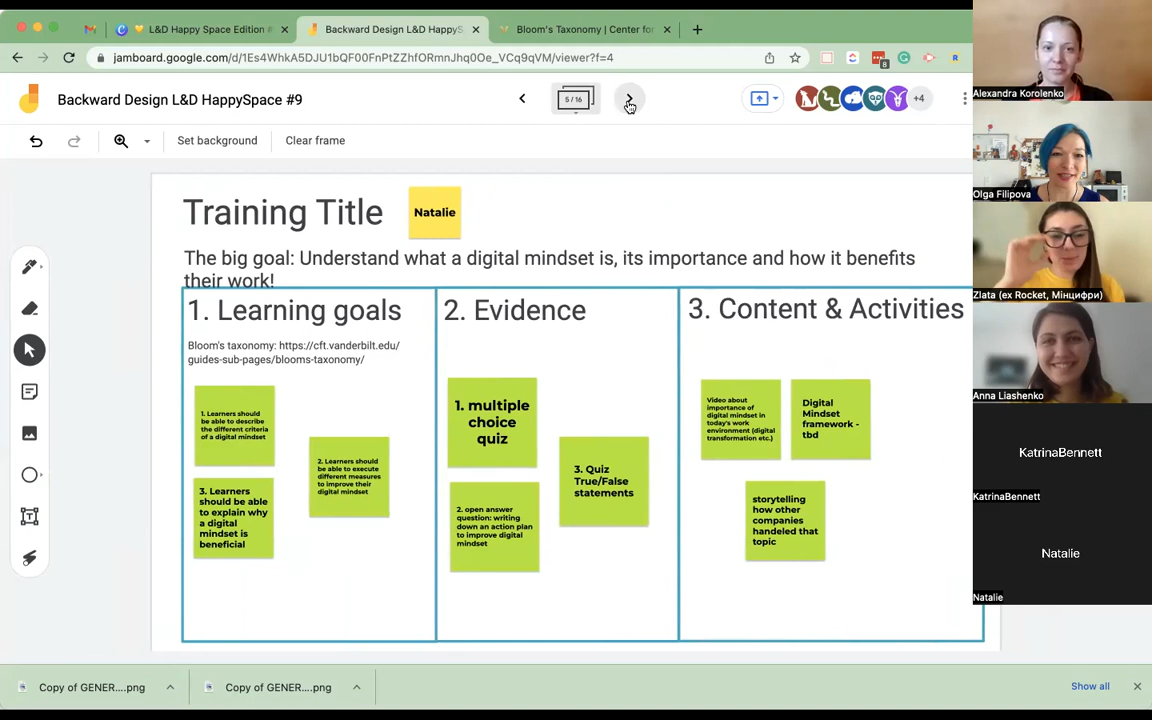 L&D Happy Space Edition #
Backward Design L&D HappyS
Bloom's Taxonomy | Center for
jamboard.google.com/d/1Es4WhkA5DJU1bQF00FnPtZZhfORmnJhq0Oe_VCq9qVM/viewer?f=4
8
Backward Design L&D HappySpace #9
5 / 16
+4
Set background
Clear frame
Training Title
Natalie
The big goal: Understand what a digital mindset is, its importance and how it benefits
their work!
1. Learning goals
Bloom's taxonomy: https://cft.vanderbilt.edu/
guides-sub-pages/blooms-taxonomy/
1. Learners should
be able to describe
the different criteria
of a digital mindset
2. Learners should
be able to execute
different measures
to improve their
digital mindset
3. Learners
should be able
to explain why
a digital
mindset is
beneficial
2. Evidence
1. multiple
choice
quiz
3. Quiz
True/False
statements
2. open answer
question: writing
down an action plan
to improve digital
mindset
3. Content & Activities
Video about
importance of
digital mindset in
today's work
environment (digital
transformation etc.)
Digital
Mindset
framework -
tbd
storytelling
how other
companies
handeled that
topic
Alexandra Korolenko
Olga Filipova
Zlata (ex Rocket, Мінцифри)
Anna Liashenko
KatrinaBennett
KatrinaBennett
Natalie
Natalie
Copy of GENER....png
Copy of GENER....png
Show all